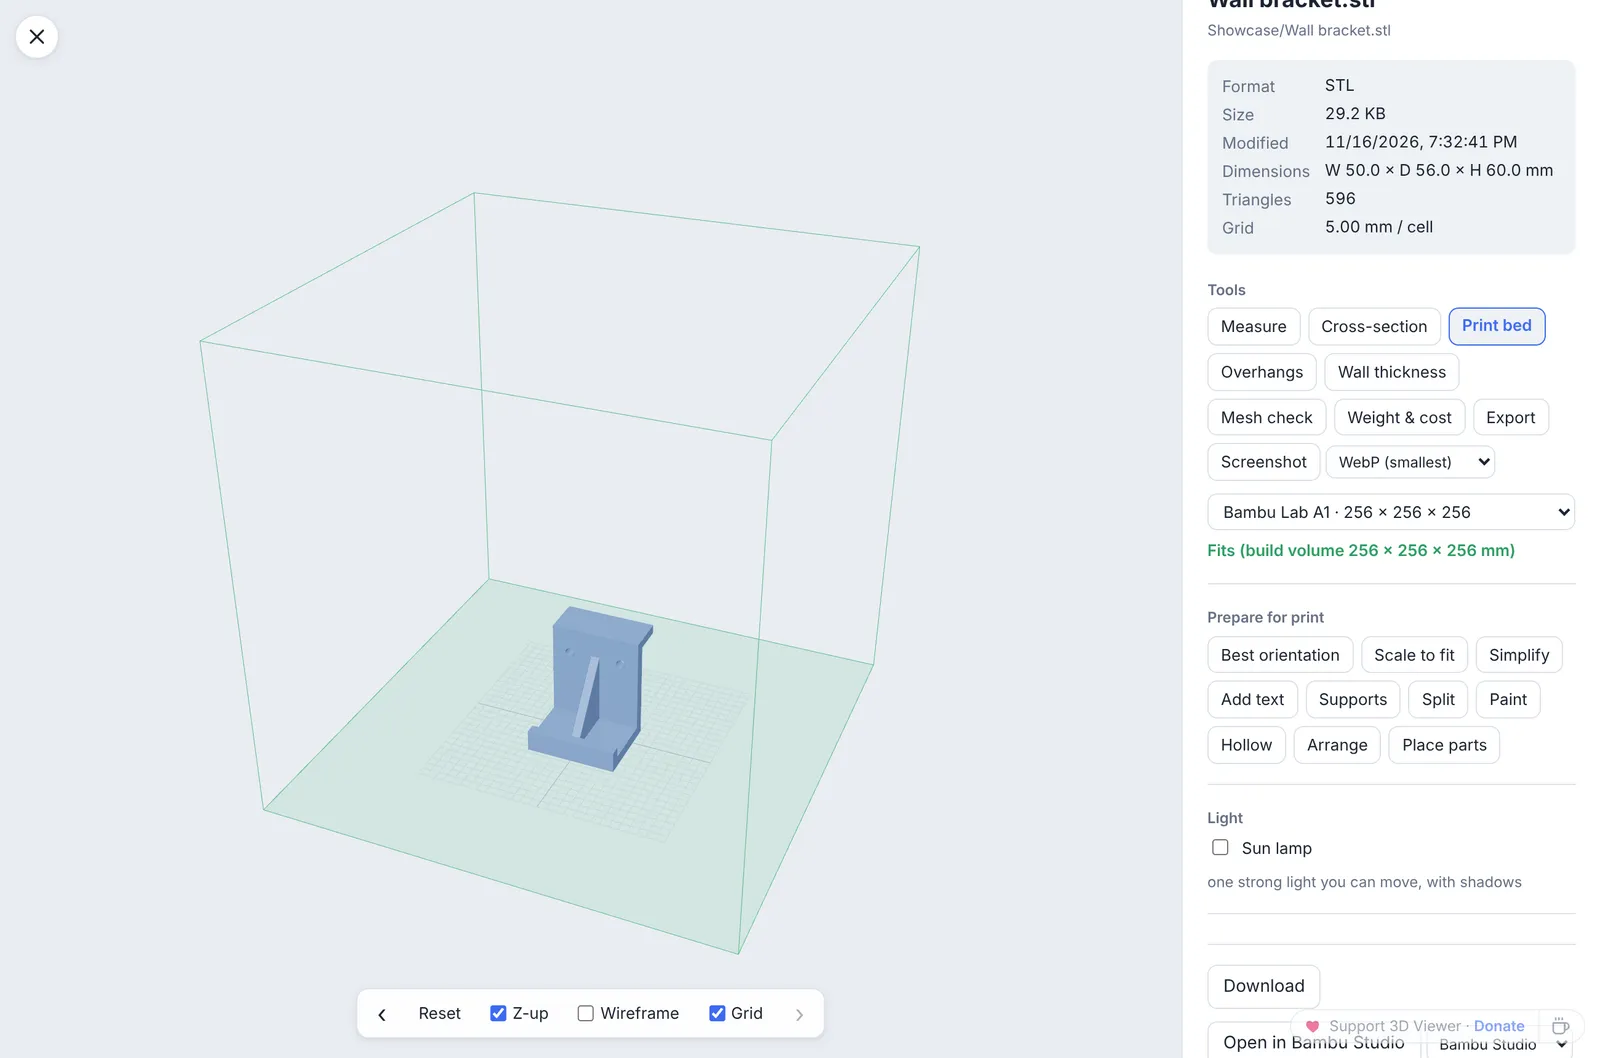 Wall bracket.stl
Showcase/Wall bracket.stl
Format STL
Size 29.2 KB
Modified 11/16/2026, 7:32:41 PM
Dimensions W 50.0 × D 56.0 × H 60.0 mm
Triangles 596
Grid 5.00 mm / cell
Tools
Measure Cross-section Print bed
Overhangs Wall thickness
Mesh check Weight & cost Export
Screenshot WebP (smallest)
Bambu Lab A1 · 256 × 256 × 256
Fits (build volume 256 × 256 × 256 mm)
Prepare for print
Best orientation Scale to fit Simplify
Add text Supports Split Paint
Hollow Arrange Place parts
Light
Sun lamp
one strong light you can move, with shadows
Download
Support 3D Viewer · Donate
Open in Bambu Studio Bambu Studio
Reset Z-up Wireframe Grid